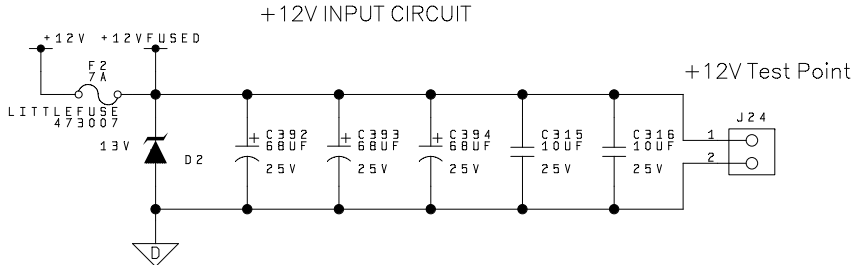 +12V INPUT CIRCUIT
+12V +12VFUSED
F2
7A
LITTLEFUSE
473007
+12V Test Point
J24
1
2
13V
D2
+ C392
68UF
25V
+ C393
68UF
25V
+ C394
68UF
25V
C315
10UF
25V
C316
10UF
25V
D